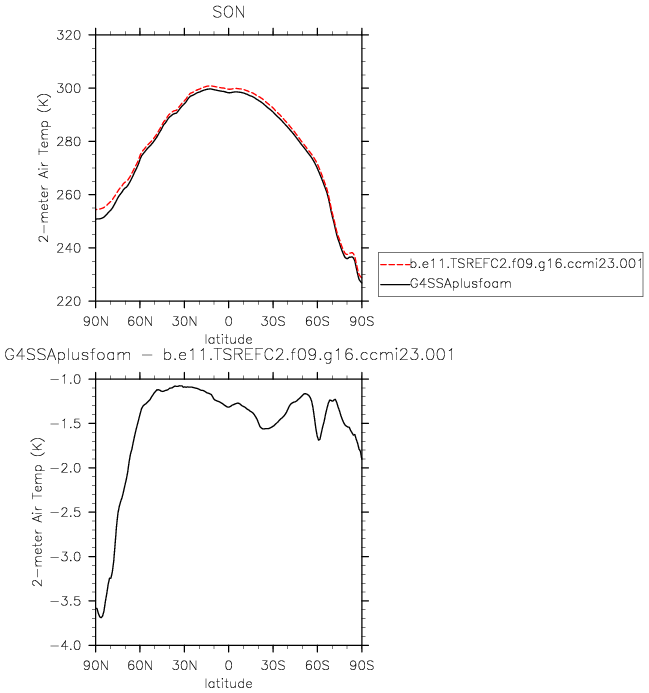 SON
320
300
280
260
240
220
2-meter Air Temp (K)
90N 60N 30N 0 30S 60S 90S
latitude
b.e11.TSREFC2.f09.g16.ccmi23.001
G4SSAplusfoam
G4SSAplusfoam - b.e11.TSREFC2.f09.g16.ccmi23.001
-1.0
-1.5
-2.0
-2.5
-3.0
-3.5
-4.0
2-meter Air Temp (K)
90N 60N 30N 0 30S 60S 90S
latitude